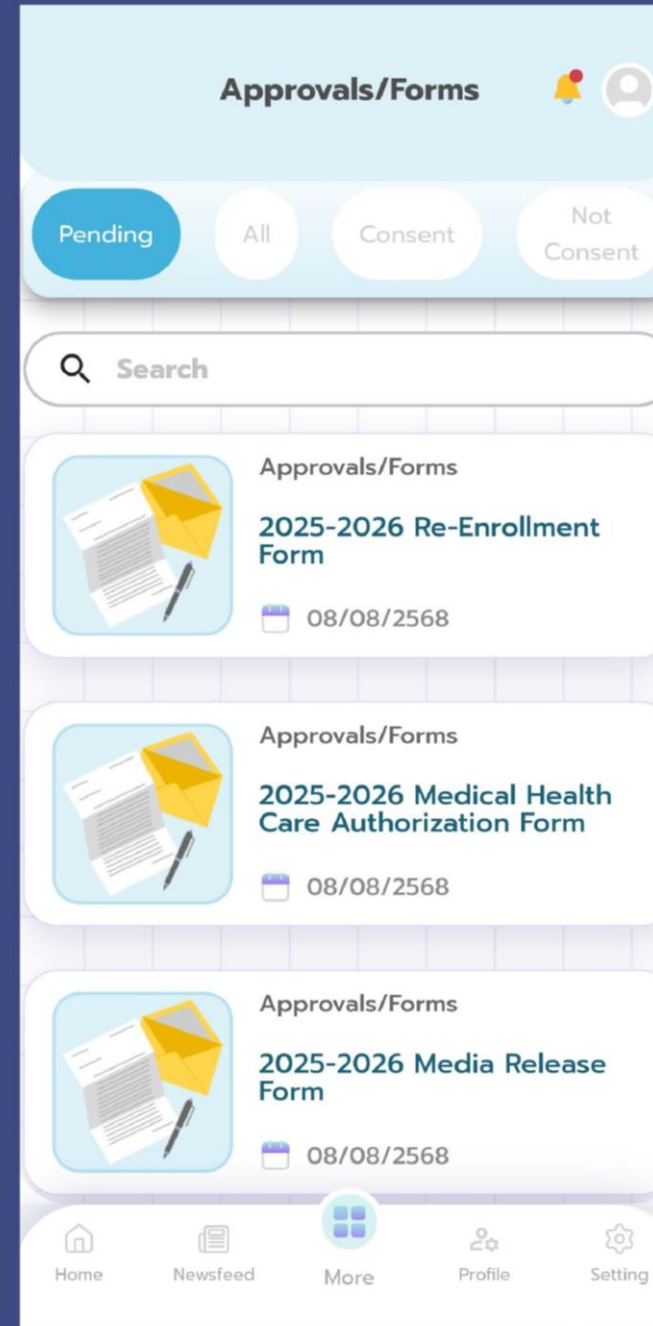 Approvals/Forms
Pending
All
Consent
Not
Consent
Search
Approvals/Forms
2025-2026 Re-Enrollment
Form
08/08/2568
Approvals/Forms
2025-2026 Medical Health
Care Authorization Form
08/08/2568
Approvals/Forms
2025-2026 Media Release
Form
08/08/2568
Home
Newsfeed
More
Profile
Setting